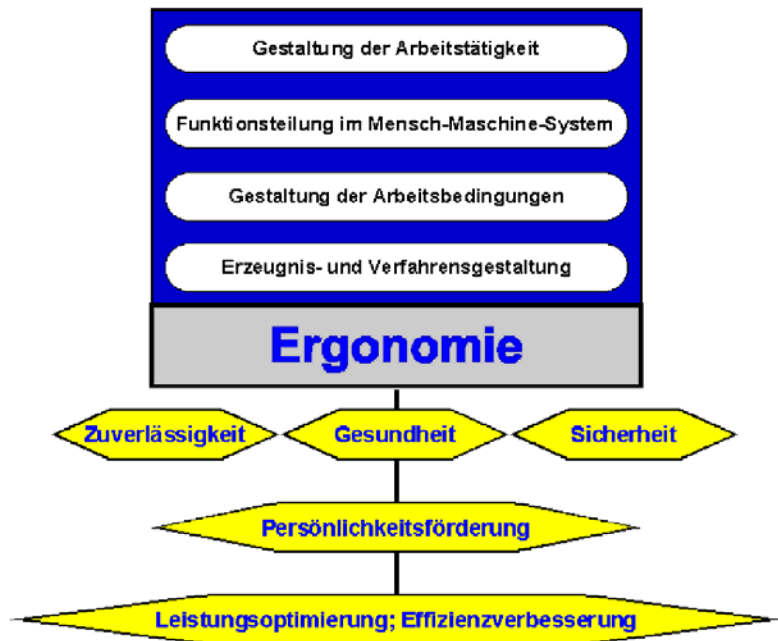 Gestaltung der Arbeitstätigkeit
Funktionsteilung im Mensch-Maschine-System
Gestaltung der Arbeitsbedingungen
Erzeugnis- und Verfahrensgestaltung
Ergonomie
Zuverlässigkeit
Gesundheit
Sicherheit
Persönlichkeitsförderung
Leistungsoptimierung; Effizienzverbesserung